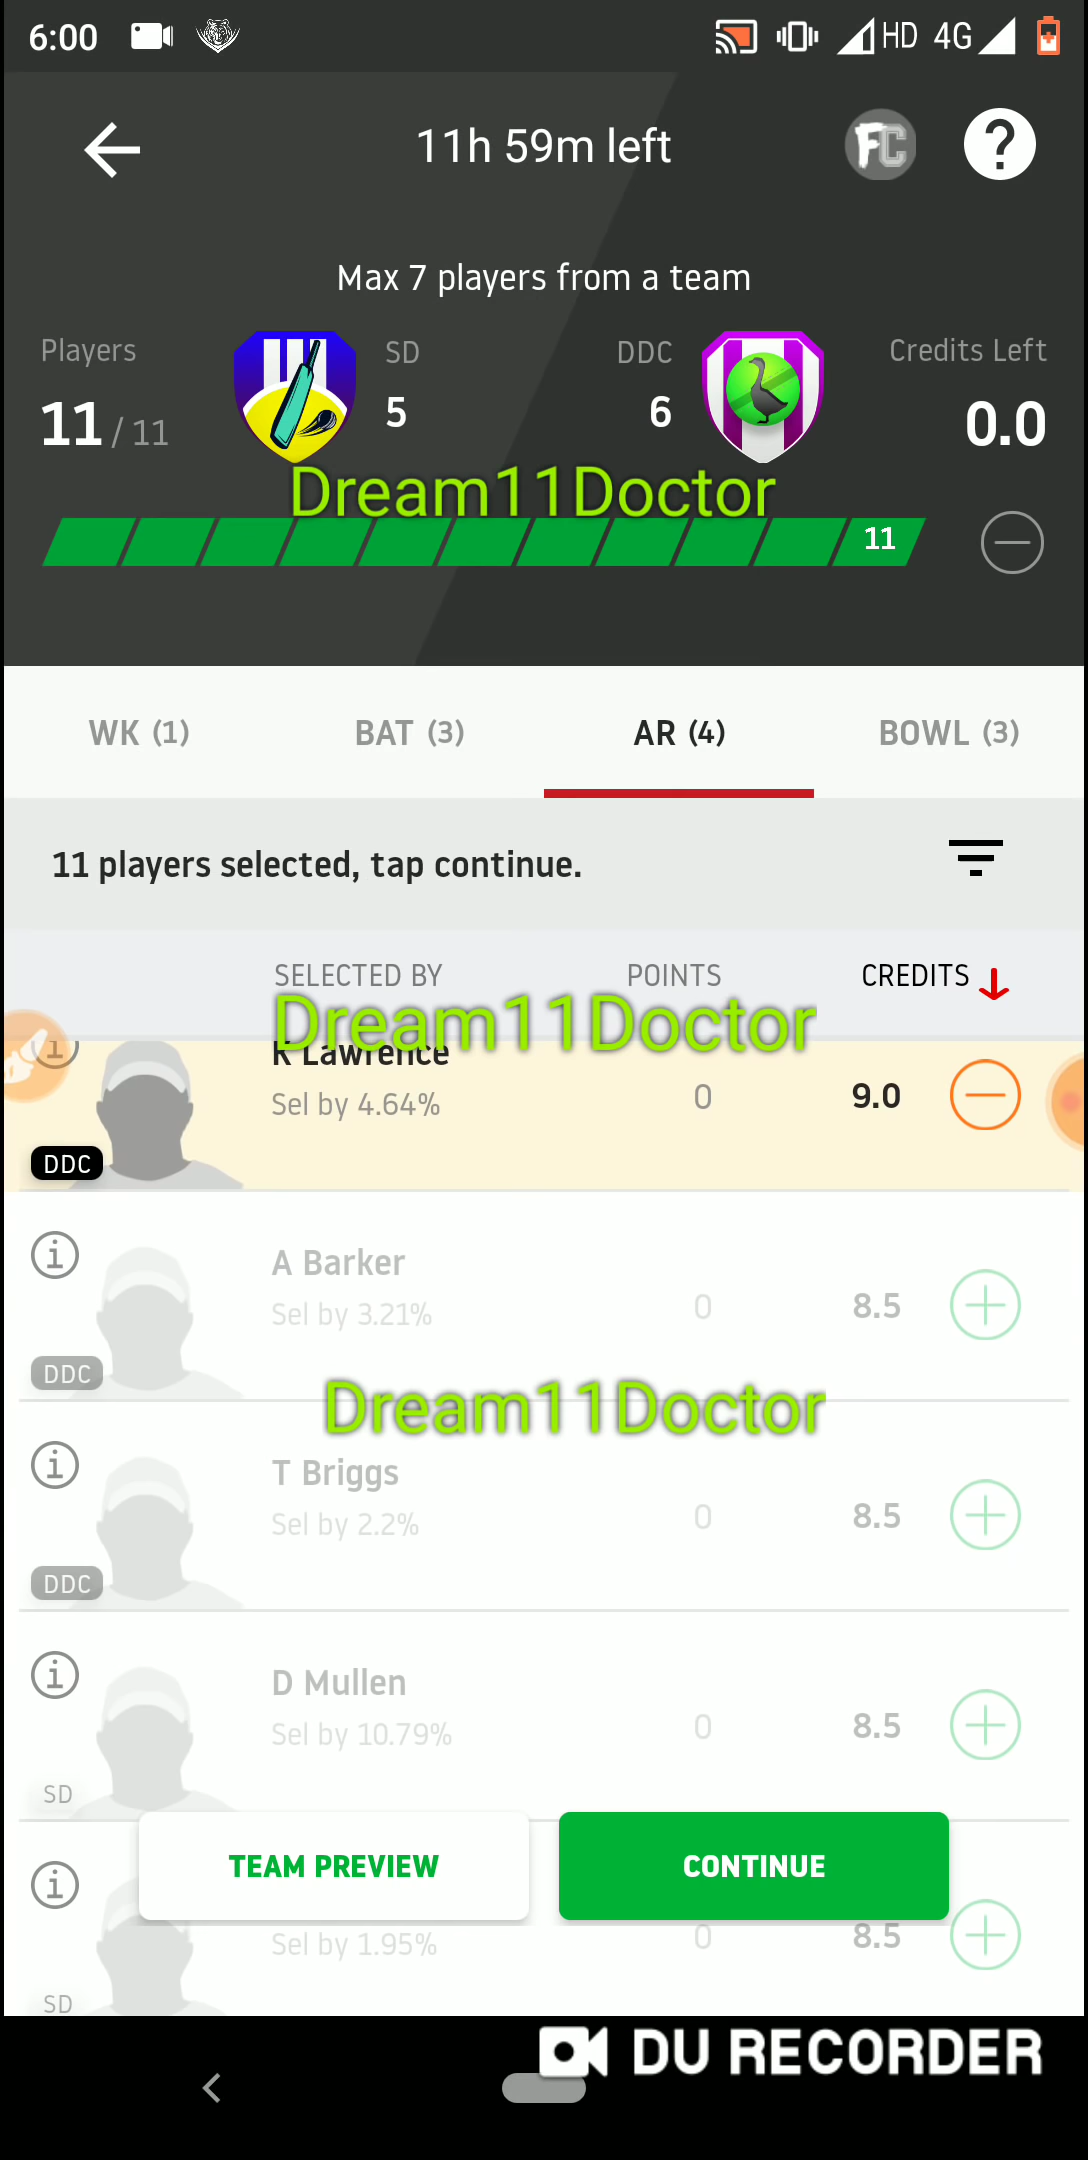 6:00 HD 4G
11h 59m left FC ?
Max 7 players from a team
Players SD DDC Credits Left
11 / 11 5 6 0.0
Dream11Doctor
11
WK (1) BAT (3) AR (4) BOWL (3)
11 players selected, tap continue.
SELECTED BY POINTS CREDITS
Dream11Doctor
K Lawrence
Sel by 4.64% 0 9.0
DDC
A Barker
Sel by 3.21% 0 8.5
DDC
Dream11Doctor
T Briggs
Sel by 2.2% 0 8.5
DDC
D Mullen
Sel by 10.79% 0 8.5
SD
TEAM PREVIEW CONTINUE
Sel by 1.95% 0 8.5
SD
DU RECORDER